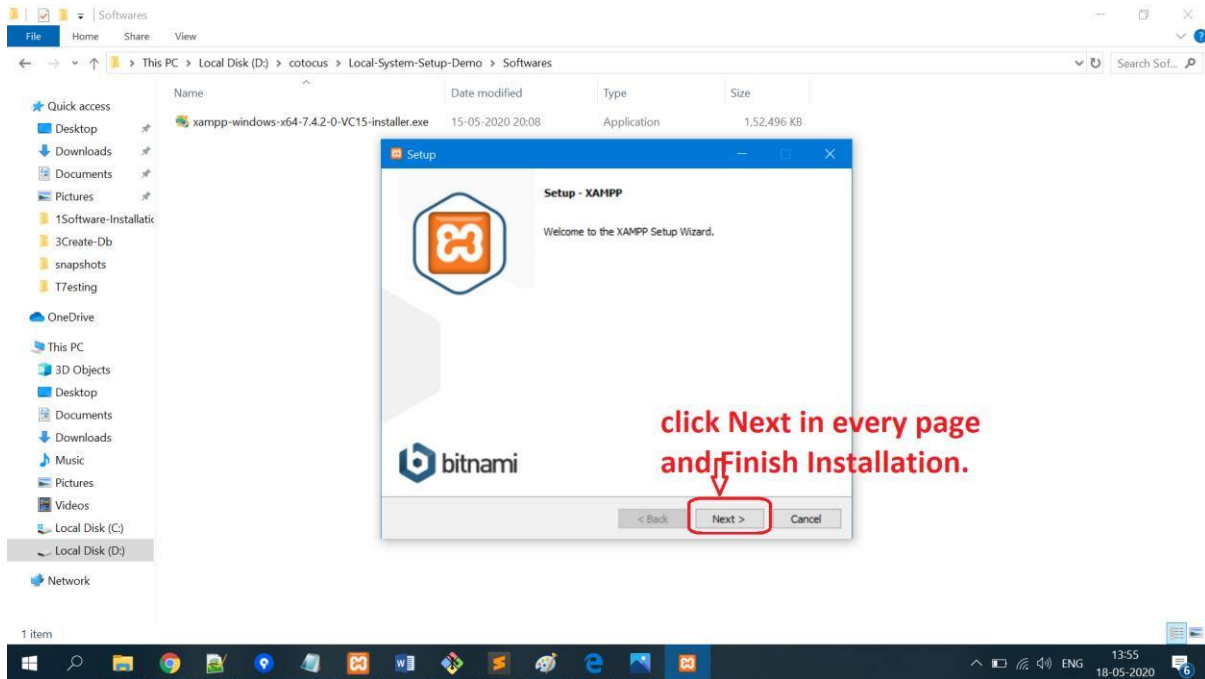 Softwares
File Home Share View
This PC > Local Disk (D:) > cotocus > Local-System-Setup-Demo > Softwares
Search Sof...
Name Date modified Type Size
xampp-windows-x64-7.4.2-0-VC15-installer.exe 15-05-2020 20:08 Application 1,52,496 KB
Quick access
Desktop
Downloads
Documents
Pictures
1Software-Installatic
3Create-Db
snapshots
T7esting
OneDrive
This PC
3D Objects
Desktop
Documents
Downloads
Music
Pictures
Videos
Local Disk (C:)
Local Disk (D:)
Network
Setup
Setup - XAMPP
Welcome to the XAMPP Setup Wizard.
bitnami
click Next in every page
and Finish Installation.
< Back Next > Cancel
1 item
ENG
13:55
18-05-2020
6